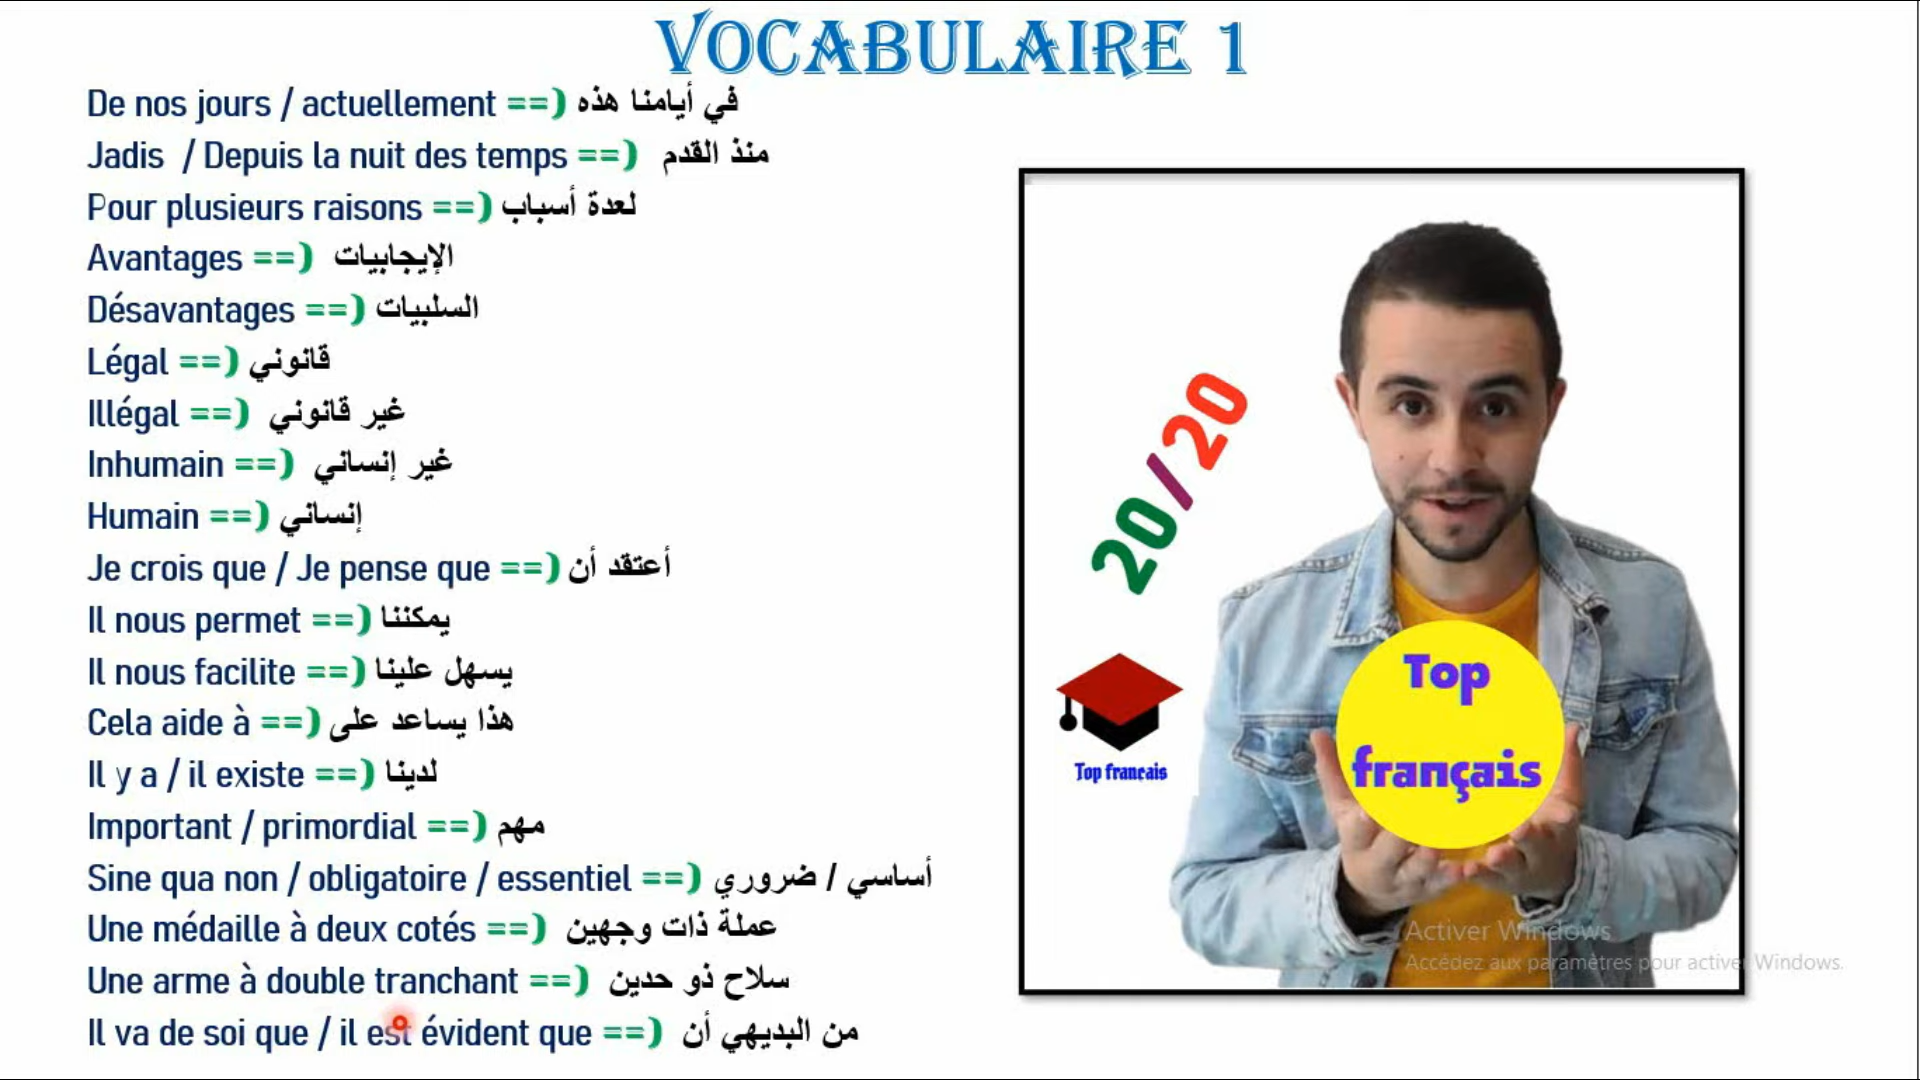 VOCABULAIRE 1
De nos jours / actuellement ==) في أيامنا هذه
Jadis / Depuis la nuit des temps ==) منذ القدم
Pour plusieurs raisons ==) لعدة أسباب
Avantages ==) الإيجابيات
Désavantages ==) السلبيات
Légal ==) قانوني
Illégal ==) غير قانوني
Inhumain ==) غير إنساني
Humain ==) إنساني
Je crois que / Je pense que ==) أعتقد أن
Il nous permet ==) يمكننا
Il nous facilite ==) يسهل علينا
Cela aide à ==) هذا يساعد على
Il y a / il existe ==) لدينا
Important / primordial ==) مهم
Sine qua non / obligatoire / essentiel ==) أساسي / ضروري
Une médaille à deux cotés ==) عملة ذات وجهين
Une arme à double tranchant ==) سلاح ذو حدين
Il va de soi que / il est évident que ==) من البديهي أن
20/20
Top français
Top
français
Activer Windows
Accédez aux paramètres pour activer Windows.